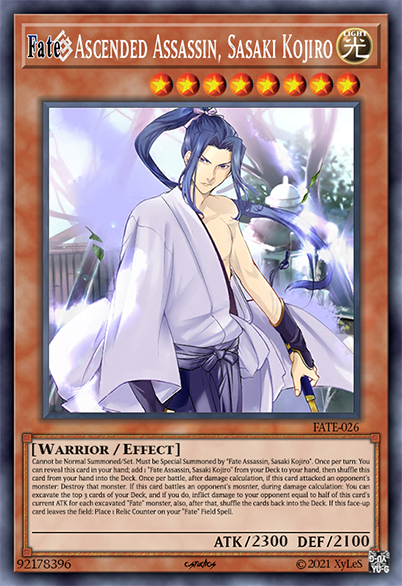 Fate Ascended Assassin, Sasaki Kojiro
LIGHT
光
FATE-026
[Warrior / Effect]
Cannot be Normal Summoned/Set. Must be Special Summoned by "Fate Assassin, Sasaki Kojiro". Once per turn: You
can reveal this card in your hand; add 1 "Fate Assassin, Sasaki Kojiro" from your Deck to your hand, then shuffle this
card from your hand into the Deck. Once per battle, after damage calculation, if this card attacked an opponent's
monster: Destroy that monster. If this card battles an opponent's monster, during damage calculation: You can
excavate the top 3 cards of your Deck, and if you do, inflict damage to your opponent equal to half of this card's
current ATK for each excavated "Fate" monster, also, after that, shuffle the cards back into the Deck. If this face-up
card leaves the field: Place 1 Relic Counter on your "Fate" Field Spell.
ATK/2300 DEF/2100
92178396
©2021 XyLeS